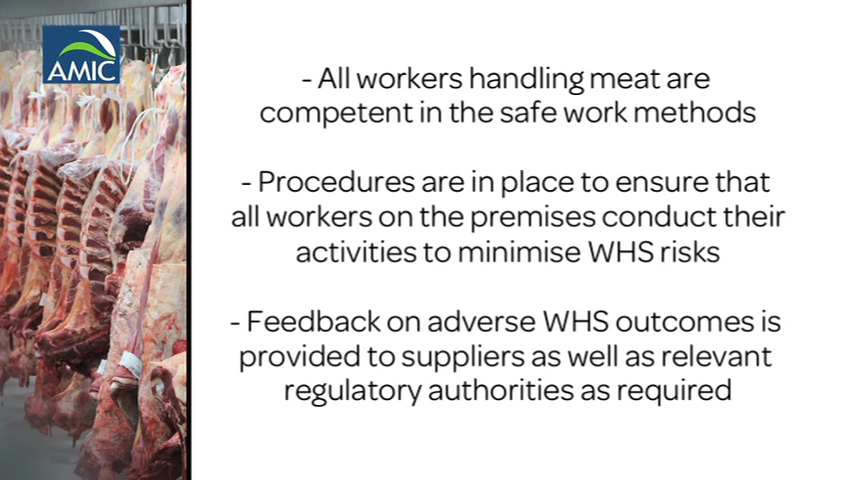 AMIC
- All workers handling meat are
competent in the safe work methods
- Procedures are in place to ensure that
all workers on the premises conduct their
activities to minimise WHS risks
- Feedback on adverse WHS outcomes is
provided to suppliers as well as relevant
regulatory authorities as required